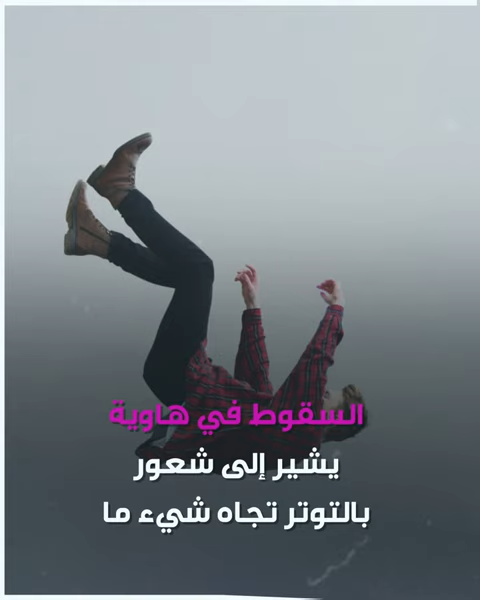 السقوط في هاوية
يشير إلى شعور
بالتوتر تجاه شيء ما